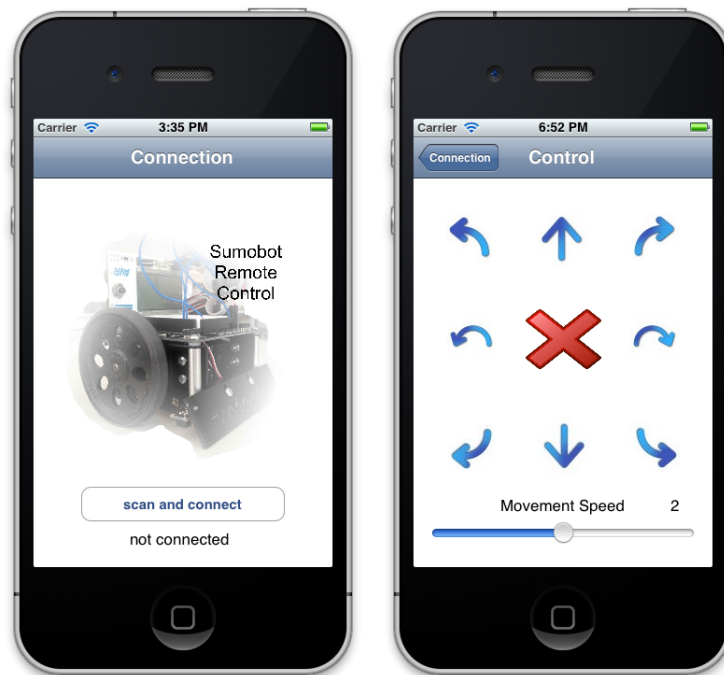 Carrier 3:35 PM
Connection
Sumobot
Remote
Control
AVR
scan and connect
not connected
Carrier 6:52 PM
Connection Control
Movement Speed 2